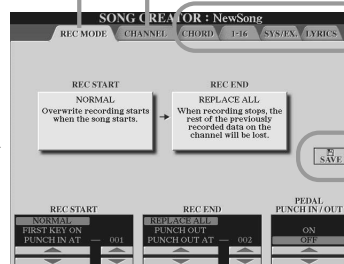 SONG CREATOR : NewSong
REC MODE CHANNEL CHORD 1-16 SYS/EX. LYRICS
REC START REC END
NORMAL
Overwrite recording starts
when the song starts.
REPLACE ALL
When recording stops, the
rest of the previously
recorded data on the
channel will be lost.
SAVE
REC START REC END PEDAL
PUNCH IN / OUT
NORMAL REPLACE ALL
FIRST KEY ON PUNCH OUT ON
PUNCH IN AT — 001 PUNCH OUT AT — 002 OFF